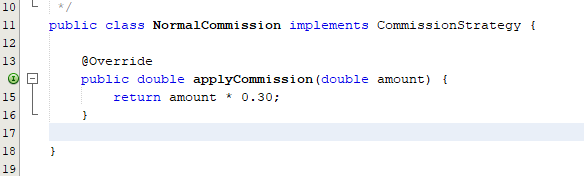 10 */
11 public class NormalCommission implements CommissionStrategy {
12
13 @Override
public double applyCommission(double amount) {
15 return amount * 0.30;
16 }
17
18 }
19